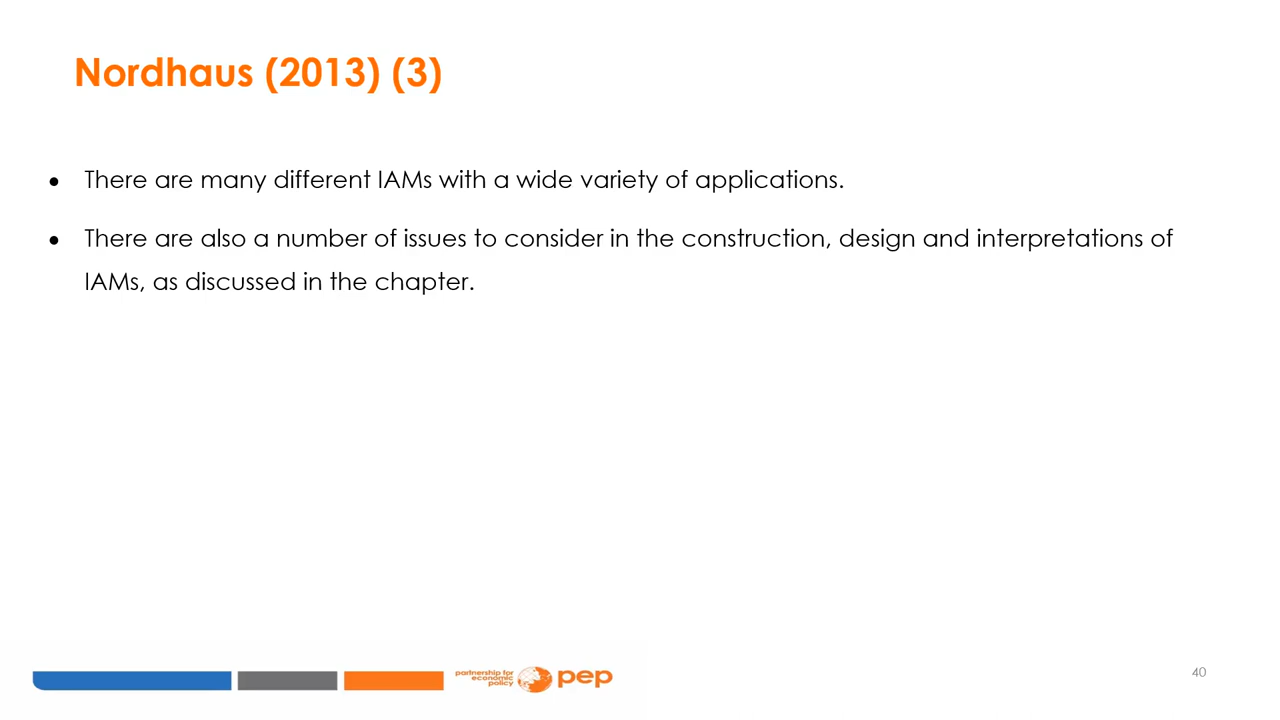 Nordhaus (2013) (3)
• There are many different IAMs with a wide variety of applications.
• There are also a number of issues to consider in the construction, design and interpretations of
IAMs, as discussed in the chapter.
partnership for
economic
policy
pep
40